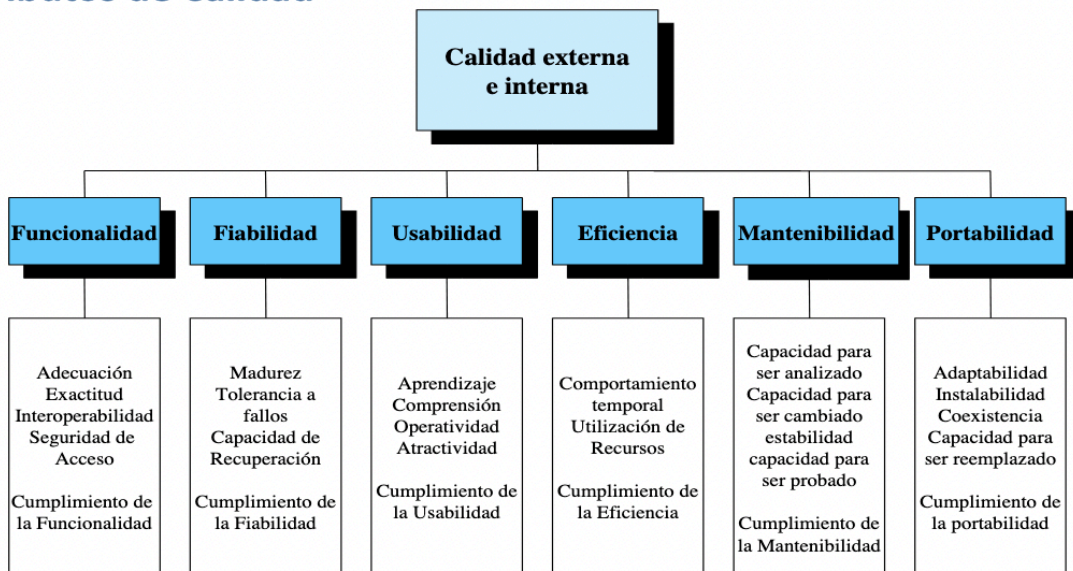 Calidad externa
e interna
Funcionalidad
Fiabilidad
Usabilidad
Eficiencia
Mantenibilidad
Portabilidad
Adecuación
Exactitud
Interoperabilidad
Seguridad de
Acceso
Cumplimiento de
la Funcionalidad
Madurez
Tolerancia a
fallos
Capacidad de
Recuperación
Cumplimiento de
la Fiabilidad
Aprendizaje
Comprensión
Operatividad
Atractividad
Cumplimiento de
la Usabilidad
Comportamiento
temporal
Utilización de
Recursos
Cumplimiento de
la Eficiencia
Capacidad para
ser analizado
Capacidad para
ser cambiado
estabilidad
capacidad para
ser probado
Cumplimiento de
la Mantenibilidad
Adaptabilidad
Instalabilidad
Coexistencia
Capacidad para
ser reemplazado
Cumplimiento de
la portabilidad